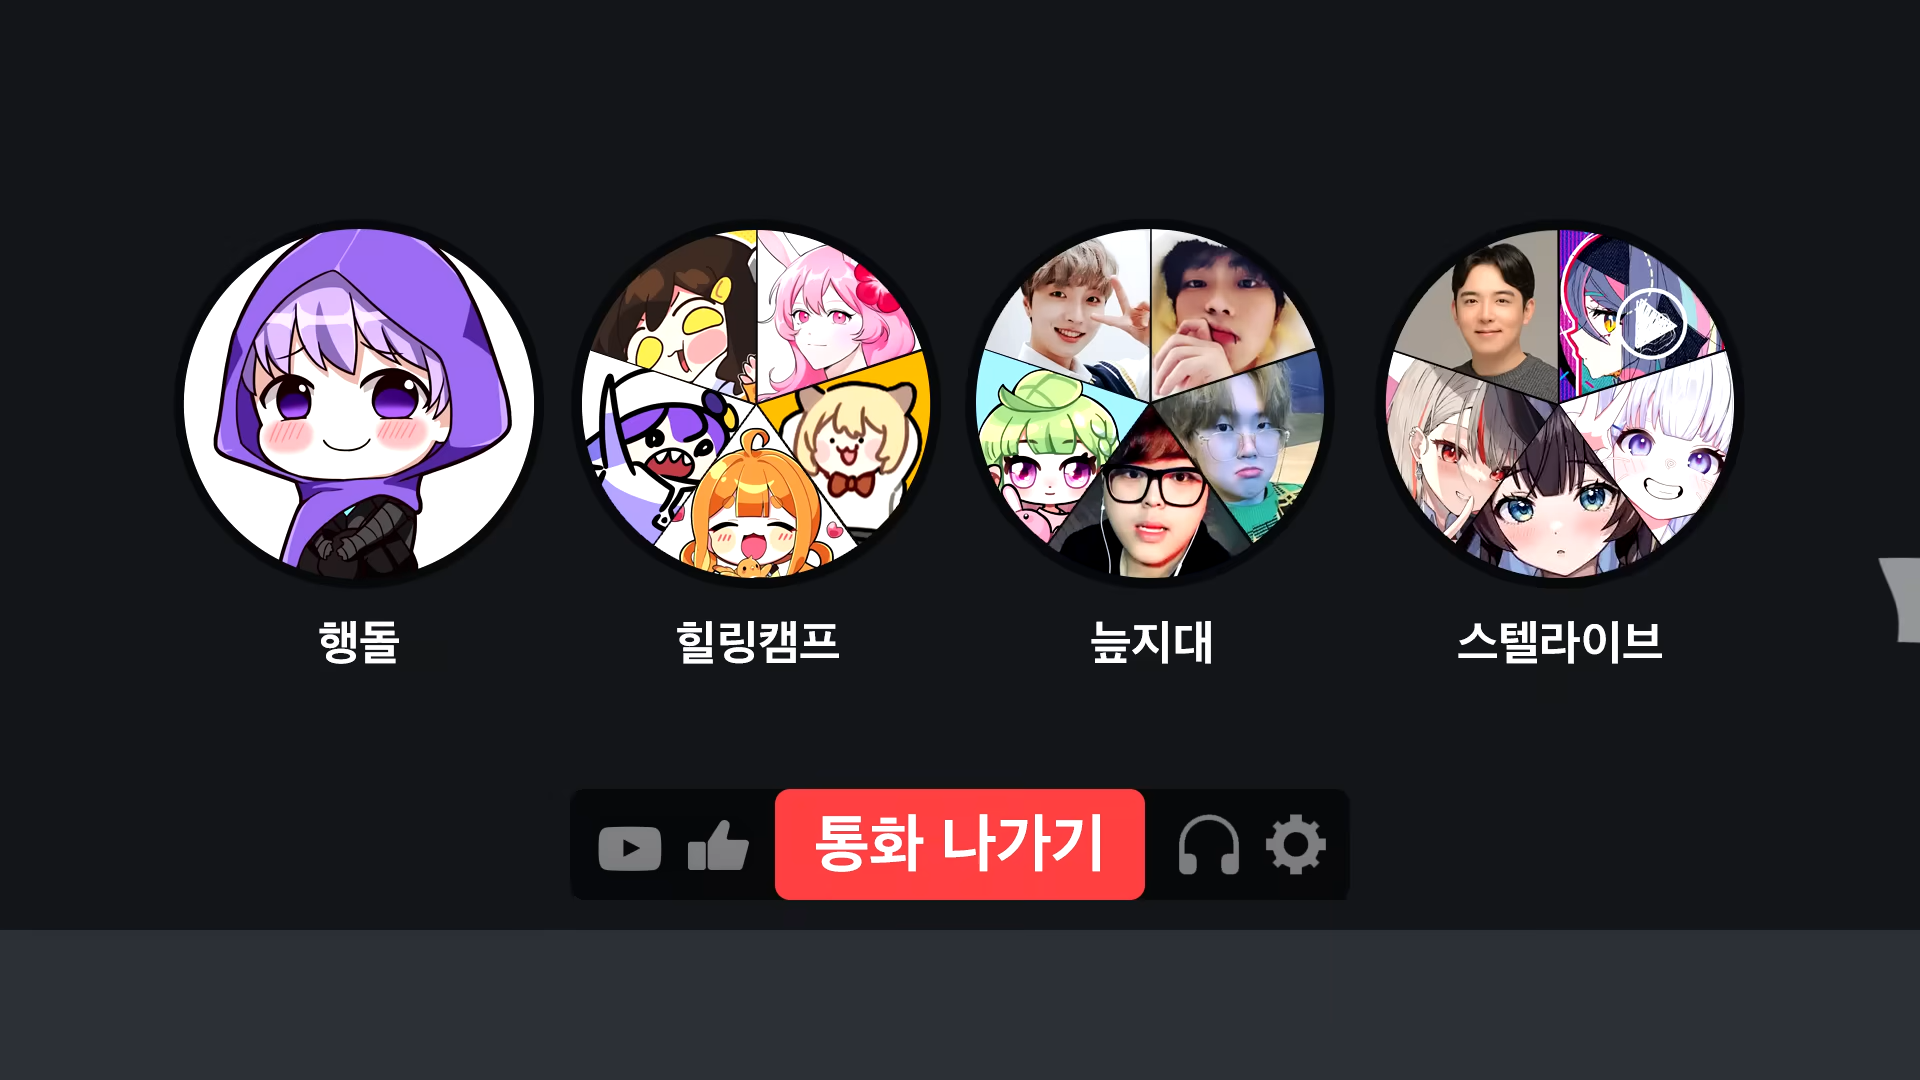 행돌
힐링캠프
늪지대
스텔라이브
통화 나가기